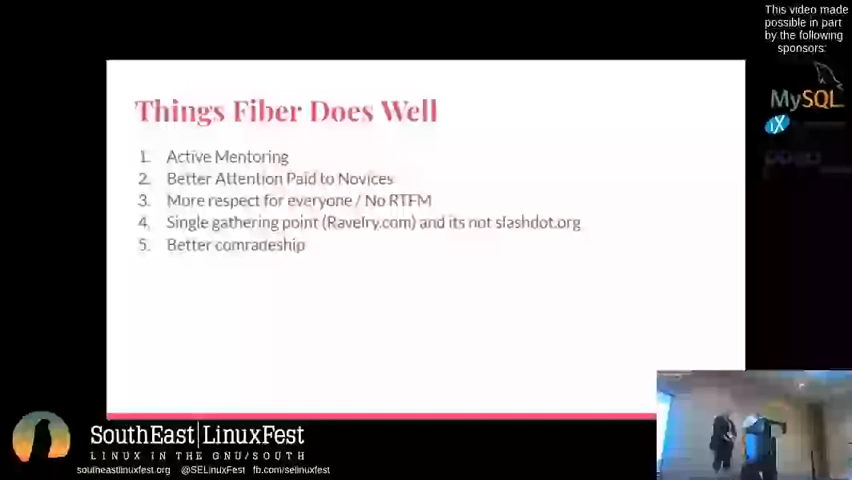 This video made
possible in part
by the following
sponsors:
MySQL
iX
Things Fiber Does Well
1. Active Mentoring
2. Better Attention Paid to Novices
3. More respect for everyone / No RTFM
4. Single gathering point (Ravelry.com) and its not slashdot.org
5. Better comradeship
SouthEast|LinuxFest
LINUX IN THE GNU/SOUTH
southeastlinuxfest.org @SELinuxFest fb.com/selinuxfest